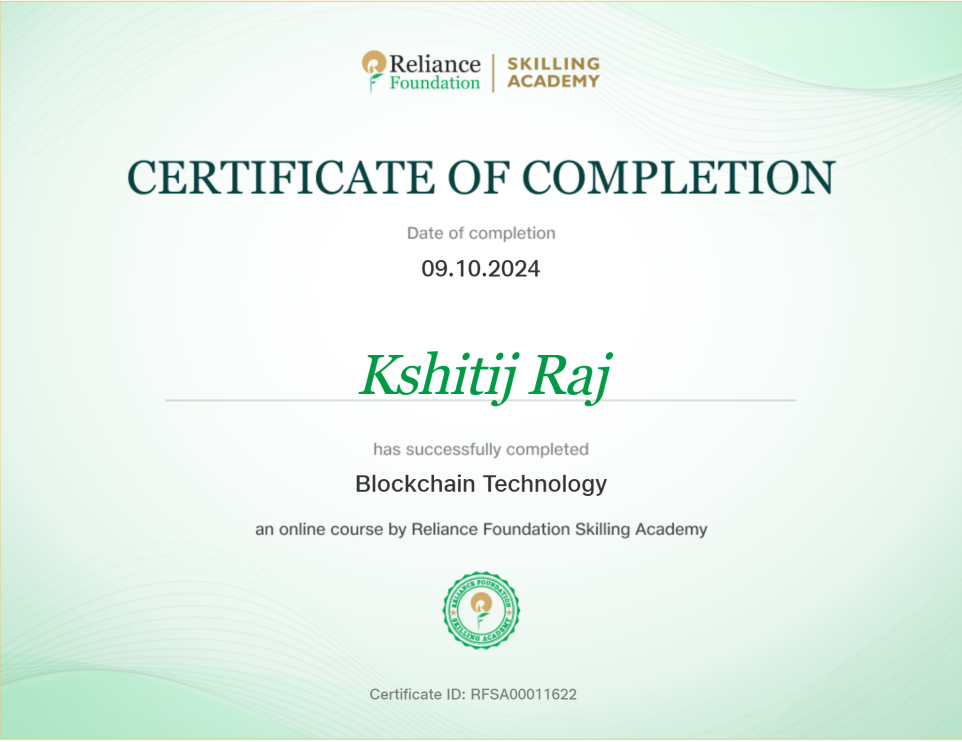 Reliance
Foundation
SKILLING
ACADEMY
CERTIFICATE OF COMPLETION
Date of completion
09.10.2024
Kshitij Raj
has successfully completed
Blockchain Technology
an online course by Reliance Foundation Skilling Academy
RELIANCE FOUNDATION
SKILLING ACADEMY
Certificate ID: RFSA00011622